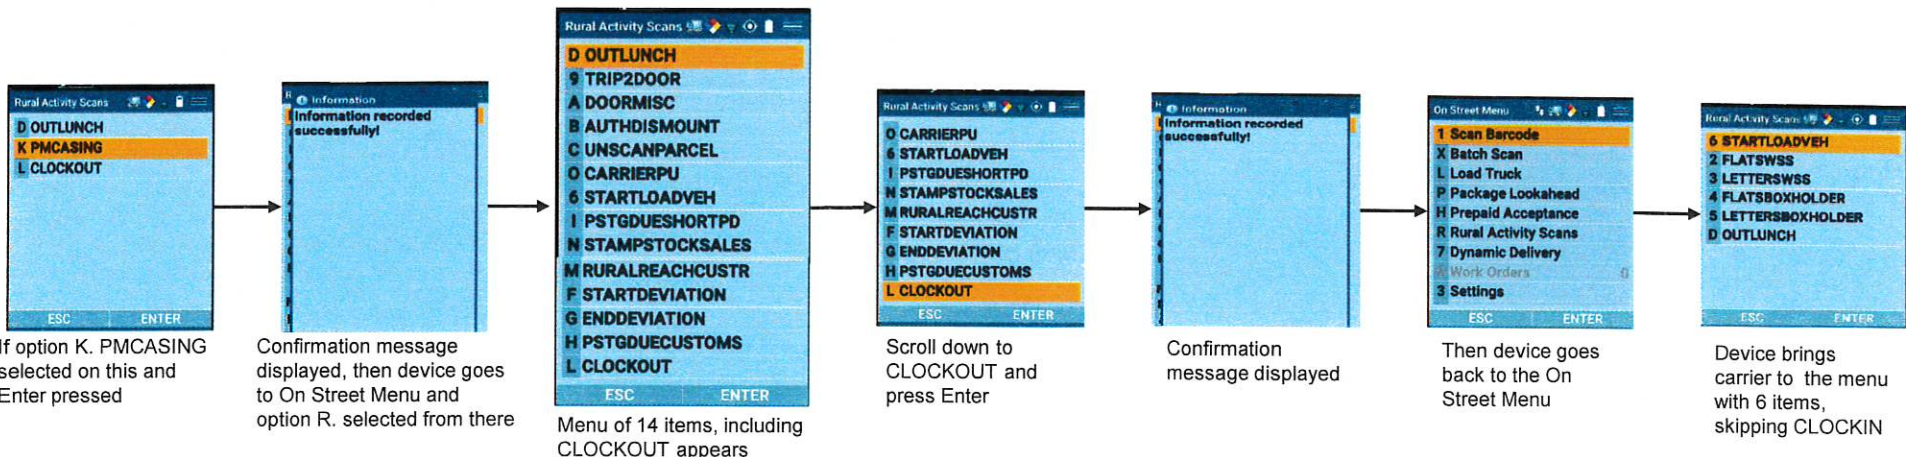 Rural Activity Scans
D OUTLUNCH
K PMCASING
L CLOCKOUT
ESC ENTER
If option K. PMCASING
selected on this and
Enter pressed
Information
Information recorded
successfully!
Confirmation message
displayed, then device goes
to On Street Menu and
option R. selected from there
Rural Activity Scans
D OUTLUNCH
9 TRIP2DOOR
A DOORMISC
B AUTHDISMOUNT
C UNSCANPARCEL
O CARRIERPU
6 STARTLOADVEH
I PSTGDUESHORTPD
N STAMPSTOCKSALES
M RURALREACHCUSTR
F STARTDEVIATION
G ENDDEVIATION
H PSTGDUECUSTOMS
L CLOCKOUT
ESC ENTER
Menu of 14 items, including
CLOCKOUT appears
Rural Activity Scans
O CARRIERPU
6 STARTLOADVEH
I PSTGDUESHORTPD
N STAMPSTOCKSALES
M RURALREACHCUSTR
F STARTDEVIATION
G ENDDEVIATION
H PSTGDUECUSTOMS
L CLOCKOUT
ESC ENTER
Scroll down to
CLOCKOUT and
press Enter
Information
Information recorded
successfully!
Confirmation
message displayed
On Street Menu
1 Scan Barcode
X Batch Scan
L Load Truck
P Package Lookahead
H Prepaid Acceptance
R Rural Activity Scans
7 Dynamic Delivery
Work Orders 0
3 Settings
ESC ENTER
Then device goes
back to the On
Street Menu
Rural Activity Scans
6 STARTLOADVEH
2 FLATSWSS
3 LETTERSWSS
4 FLATSBOXHOLDER
5 LETTERSBOXHOLDER
D OUTLUNCH
ESC ENTER
Device brings
carrier to the menu
with 6 items,
skipping CLOCKIN